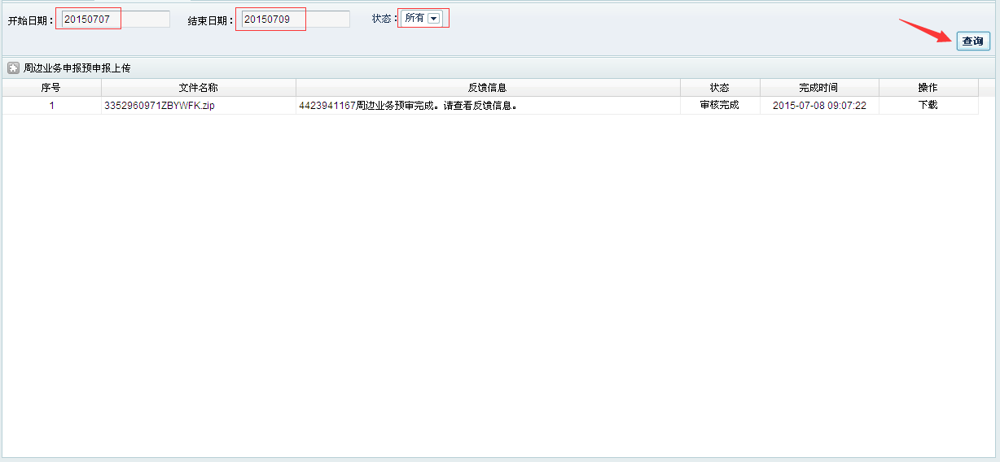 开始日期： 20150707 结束日期： 20150709 状态： 所有
查询
周边业务申报预申报上传
序号 文件名称 反馈信息 状态 完成时间 操作
1 3352960971ZBYWFK.zip 4423941167周边业务预审完成。请查看反馈信息。 审核完成 2015-07-08 09:07:22 下载